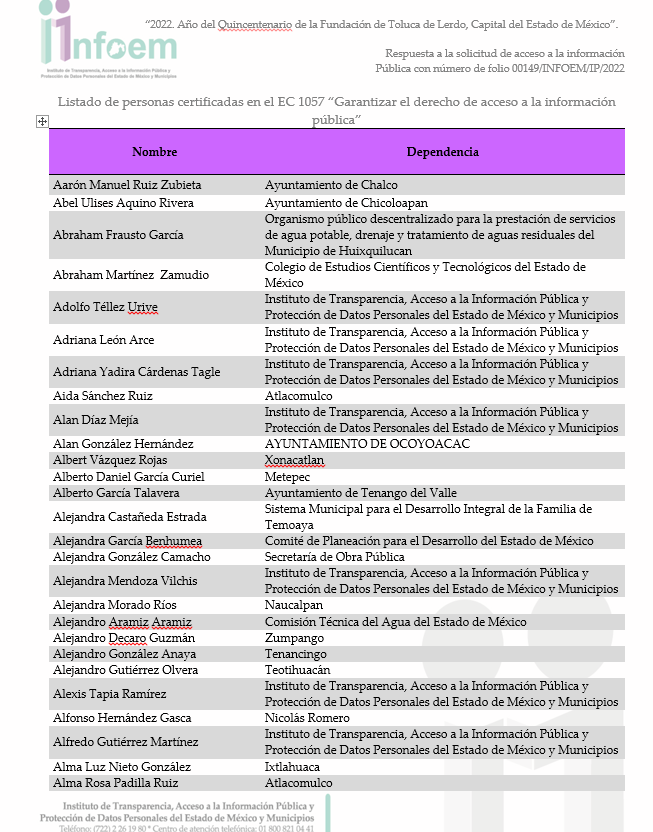 “2022. Año del Quincentenario de la Fundación de Toluca de Lerdo, Capital del Estado de México”.
infoem
Instituto de Transparencia, Acceso a la Información Pública y
Protección de Datos Personales del Estado de México y Municipios
Respuesta a la solicitud de acceso a la información
Pública con número de folio 00149/INFOEM/IP/2022
Listado de personas certificadas en el EC 1057 “Garantizar el derecho de acceso a la información
pública”
Nombre Dependencia
Aarón Manuel Ruiz Zubieta Ayuntamiento de Chalco
Abel Ulises Aquino Rivera Ayuntamiento de Chicoloapan
Abraham Frausto García Organismo público descentralizado para la prestación de servicios
de agua potable, drenaje y tratamiento de aguas residuales del
Municipio de Huixquilucan
Abraham Martínez Zamudio Colegio de Estudios Científicos y Tecnológicos del Estado de
México
Adolfo Téllez Urive Instituto de Transparencia, Acceso a la Información Pública y
Protección de Datos Personales del Estado de México y Municipios
Adriana León Arce Instituto de Transparencia, Acceso a la Información Pública y
Protección de Datos Personales del Estado de México y Municipios
Adriana Yadira Cárdenas Tagle Instituto de Transparencia, Acceso a la Información Pública y
Protección de Datos Personales del Estado de México y Municipios
Aida Sánchez Ruiz Atlacomulco
Alan Díaz Mejía Instituto de Transparencia, Acceso a la Información Pública y
Protección de Datos Personales del Estado de México y Municipios
Alan González Hernández AYUNTAMIENTO DE OCOYOACAC
Albert Vázquez Rojas Xonacatlan
Alberto Daniel García Curiel Metepec
Alberto García Talavera Ayuntamiento de Tenango del Valle
Alejandra Castañeda Estrada Sistema Municipal para el Desarrollo Integral de la Familia de
Temoaya
Alejandra García Benhumea Comité de Planeación para el Desarrollo del Estado de México
Alejandra González Camacho Secretaría de Obra Pública
Alejandra Mendoza Vilchis Instituto de Transparencia, Acceso a la Información Pública y
Protección de Datos Personales del Estado de México y Municipios
Alejandra Morado Ríos Naucalpan
Alejandro Aramiz Aramiz Comisión Técnica del Agua del Estado de México
Alejandro Decaro Guzmán Zumpango
Alejandro González Anaya Tenancingo
Alejandro Gutiérrez Olvera Teotihuacán
Alexis Tapia Ramírez Instituto de Transparencia, Acceso a la Información Pública y
Protección de Datos Personales del Estado de México y Municipios
Alfonso Hernández Gasca Nicolás Romero
Alfredo Gutiérrez Martínez Instituto de Transparencia, Acceso a la Información Pública y
Protección de Datos Personales del Estado de México y Municipios
Alma Luz Nieto González Ixtlahuaca
Alma Rosa Padilla Ruiz Atlacomulco
Instituto de Transparencia, Acceso a la Información Pública y
Protección de Datos Personales del Estado de México y Municipios
Teléfono: (722) 2 26 19 80 * Centro de atención telefónica: 01 800 821 04 41